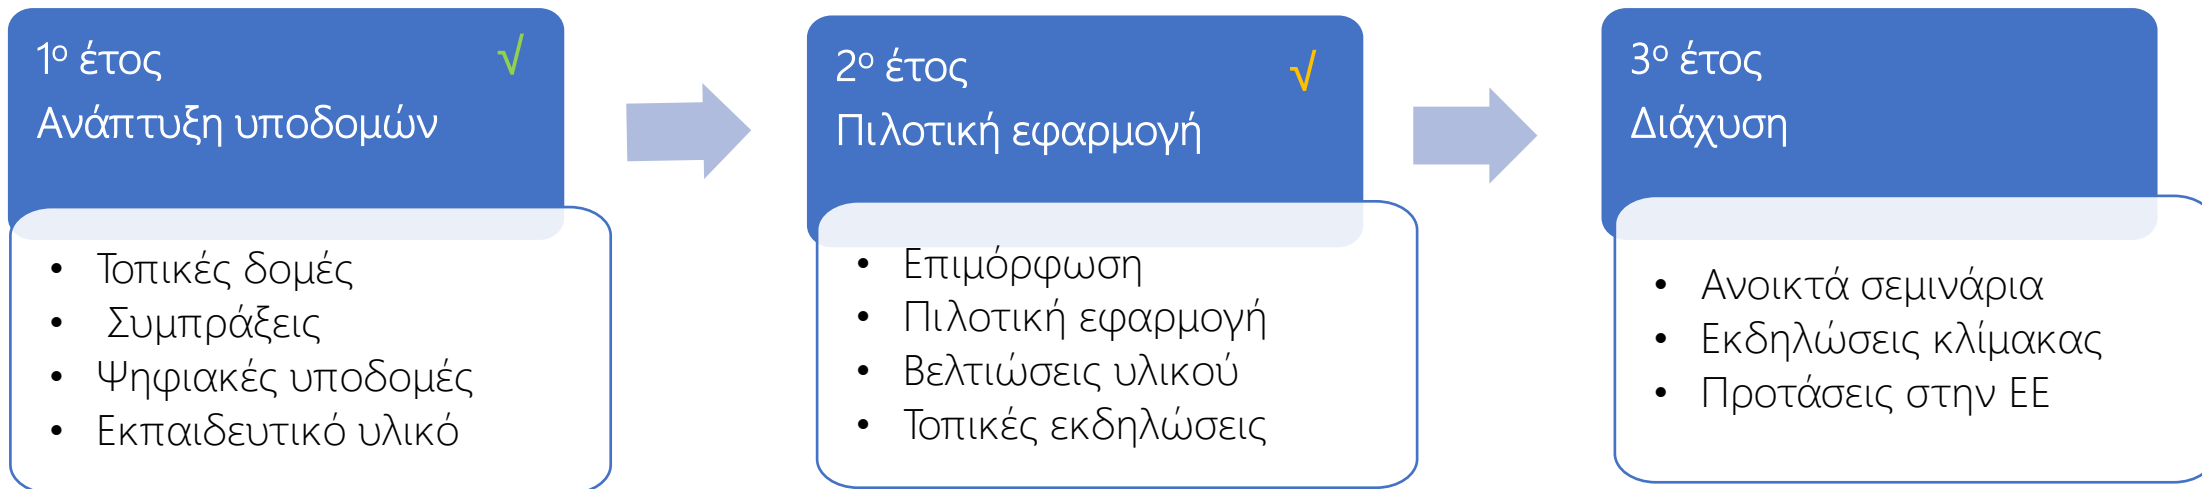 1ο έτος √
Ανάπτυξη υποδομών
• Τοπικές δομές
• Συμπράξεις
• Ψηφιακές υποδομές
• Εκπαιδευτικό υλικό
2ο έτος √
Πιλοτική εφαρμογή
• Επιμόρφωση
• Πιλοτική εφαρμογή
• Βελτιώσεις υλικού
• Τοπικές εκδηλώσεις
3ο έτος
Διάχυση
• Ανοικτά σεμινάρια
• Εκδηλώσεις κλίμακας
• Προτάσεις στην ΕΕ